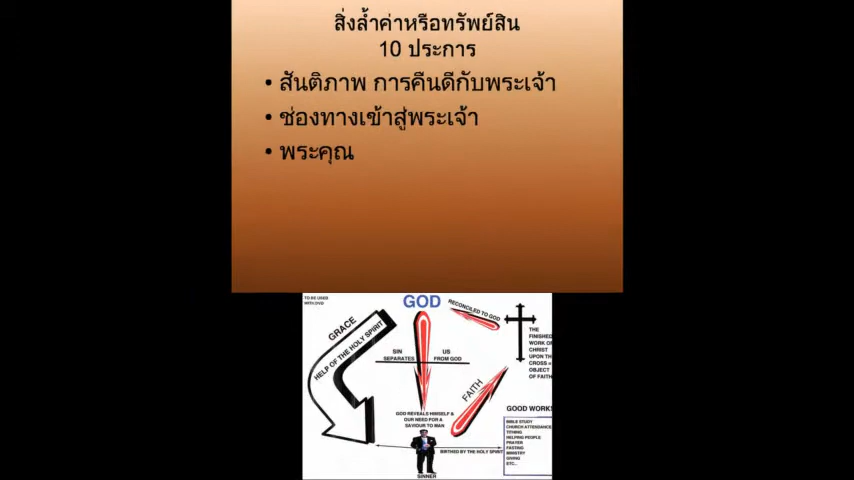 สิ่งล้ำค่าหรือทรัพย์สิน
10 ประการ
• สันติภาพ การคืนดีกับพระเจ้า
• ช่องทางเข้าสู่พระเจ้า
• พระคุณ
TO BE USED
WITH DVD
GOD
RECONCILED TO GOD
GRACE
HELP OF THE HOLY SPIRIT
SIN US
SEPARATES FROM GOD
THE
FINISHED
WORK OF
CHRIST
UPON THE
CROSS =
OBJECT
OF FAITH
FAITH
GOD REVEALS HIMSELF &
OUR NEED FOR A
SAVIOUR TO MAN
GOOD WORKS
BIBLE STUDY
CHURCH ATTENDANCE
TITHING
HELPING PEOPLE
PRAYER
FASTING
MINISTRY
GIVING
ETC...
BIRTHED BY THE HOLY SPIRIT
SINNER